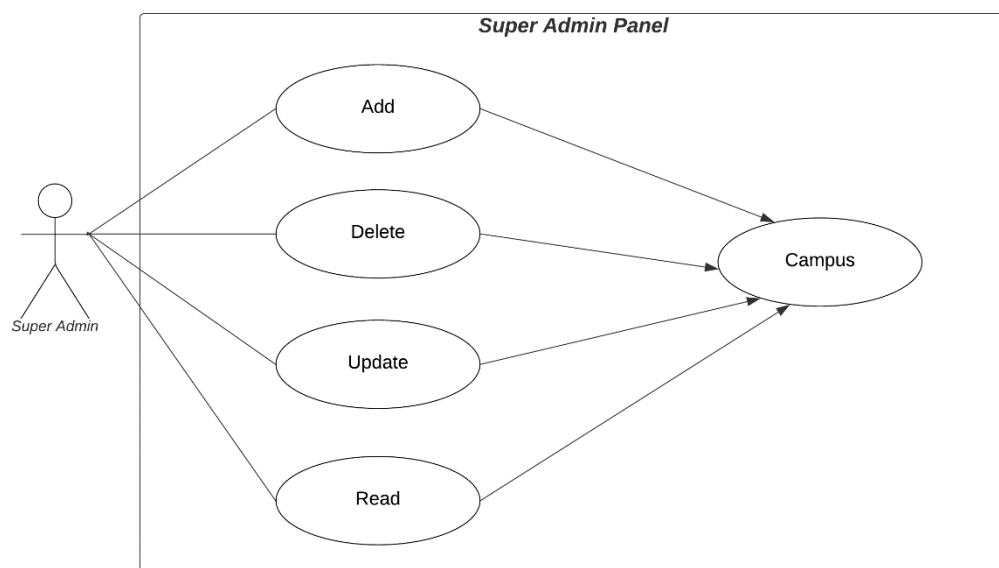 Super Admin Panel
Add
Delete
Campus
Super Admin
Update
Read